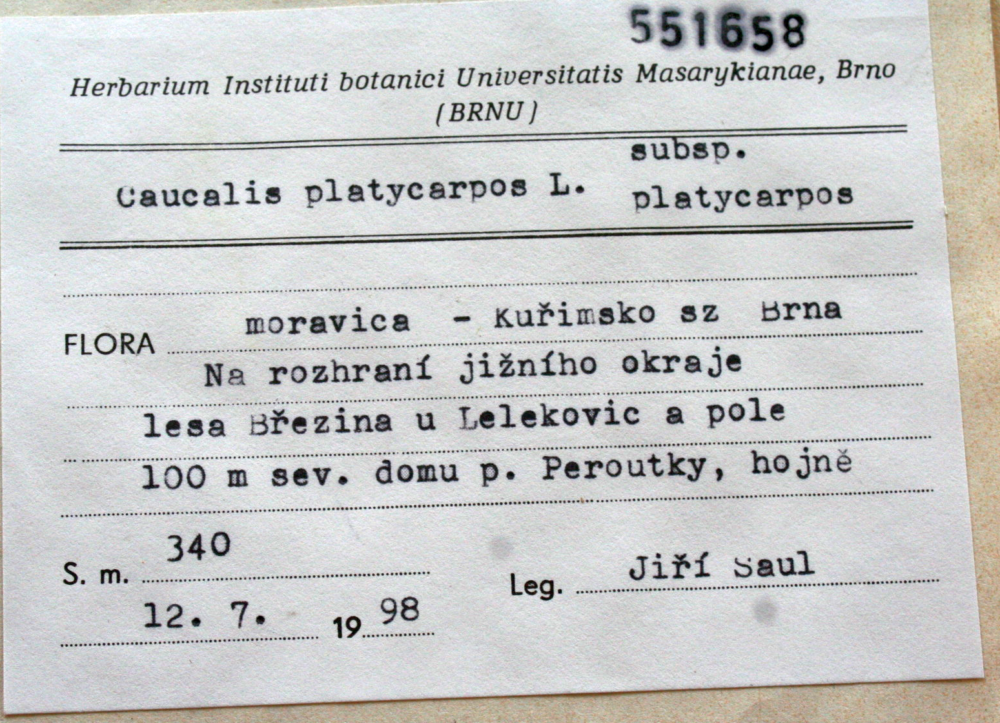 551658
Herbarium Instituti botanici Universitatis Masarykianae, Brno
(BRNU)
subsp.
Caucalis platycarpos L. platycarpos
FLORA moravica - Kuřimsko sz Brna
Na rozhraní jižního okraje
lesa Březina u Lelekovic a pole
100 m sev. domu p. Peroutky, hojně
S. m. 340
Leg. Jiří Saul
12. 7. 1998